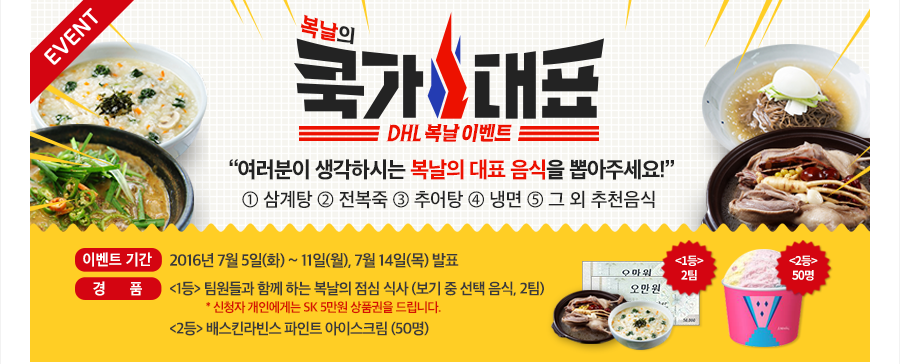 EVENT
복날의
국가대표
DHL 복날 이벤트
“여러분이 생각하시는 복날의 대표 음식을 뽑아주세요!”
① 삼계탕 ② 전복죽 ③ 추어탕 ④ 냉면 ⑤ 그 외 추천음식
이벤트 기간 2016년 7월 5일(화) ~ 11일(월), 7월 14일(목) 발표
경 품 <1등> 팀원들과 함께 하는 복날의 점심 식사 (보기 중 선택 음식, 2팀)
* 신청자 개인에게는 SK 5만원 상품권을 드립니다.
<2등> 배스킨라빈스 파인트 아이스크림 (50명)
<1등>
2팀
오만원
오만원
<2등>
50명